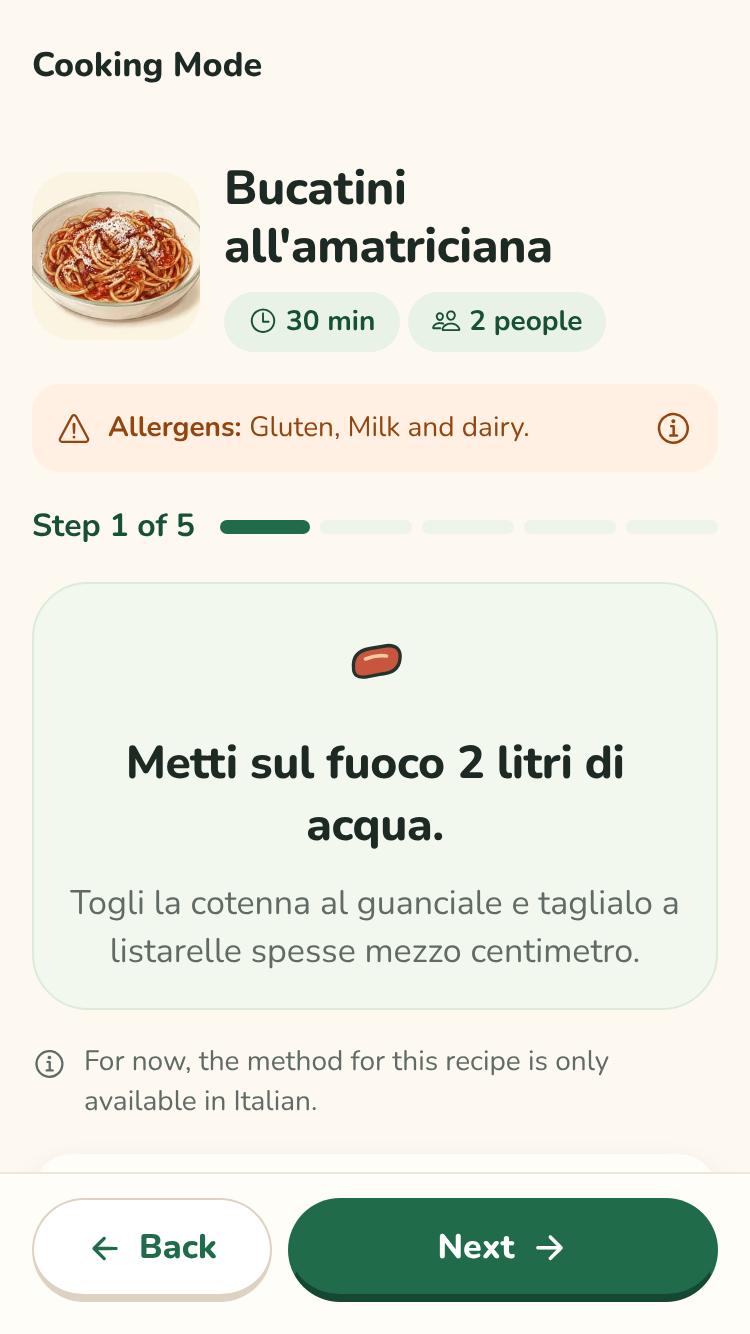 Cooking Mode
Bucatini
all'amatriciana
30 min
2 people
Allergens: Gluten, Milk and dairy.
Step 1 of 5
Metti sul fuoco 2 litri di
acqua.
Togli la cotenna al guanciale e taglialo a
listarelle spesse mezzo centimetro.
For now, the method for this recipe is only
available in Italian.
← Back
Next →